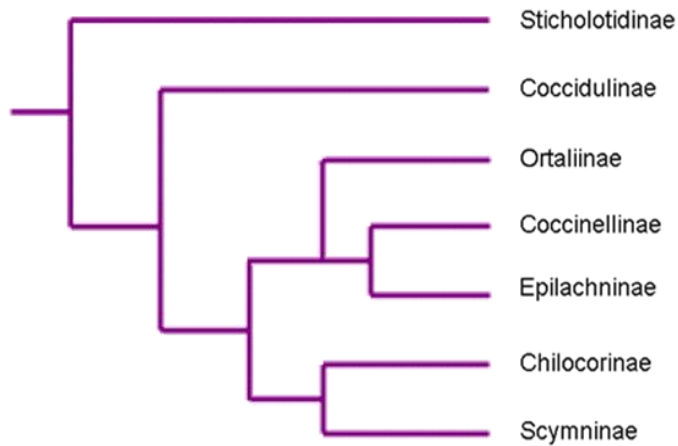 Sticholotidinae
Coccidulinae
Ortaliinae
Coccinellinae
Epilachninae
Chilocorinae
Scymninae